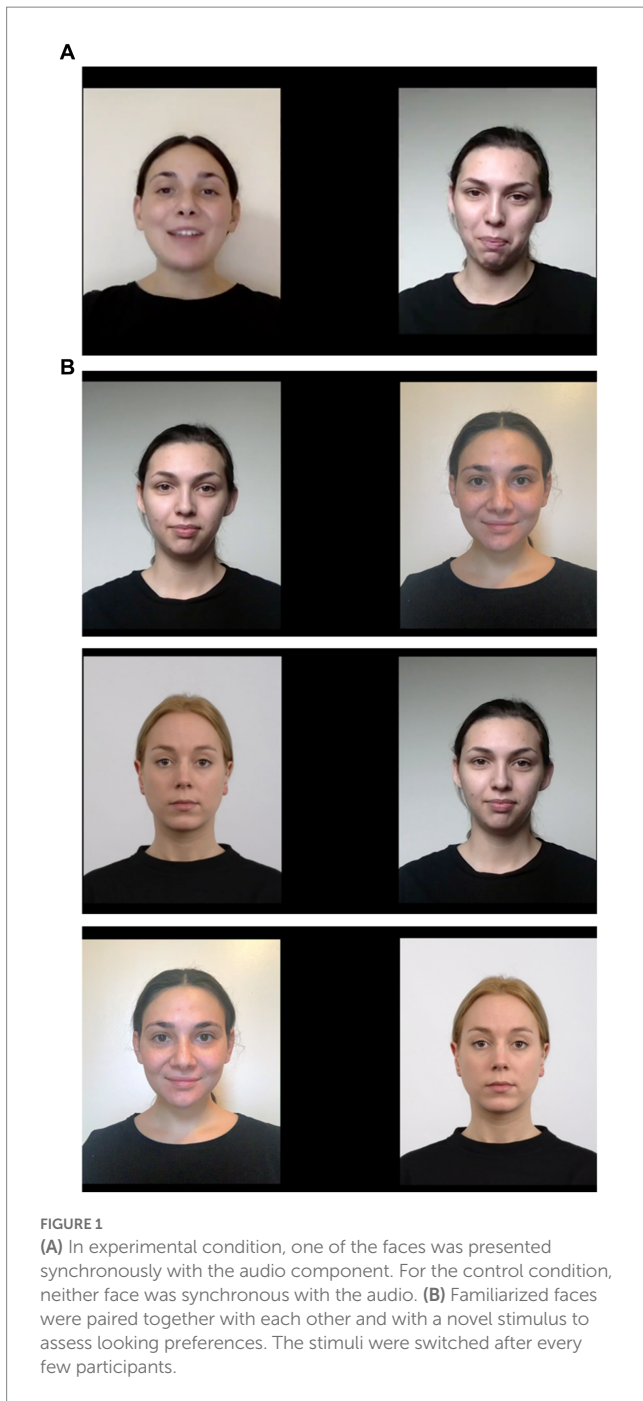 A
B
FIGURE 1
(A) In experimental condition, one of the faces was presented
synchronously with the audio component. For the control condition,
neither face was synchronous with the audio. (B) Familiarized faces
were paired together with each other and with a novel stimulus to
assess looking preferences. The stimuli were switched after every
few participants.